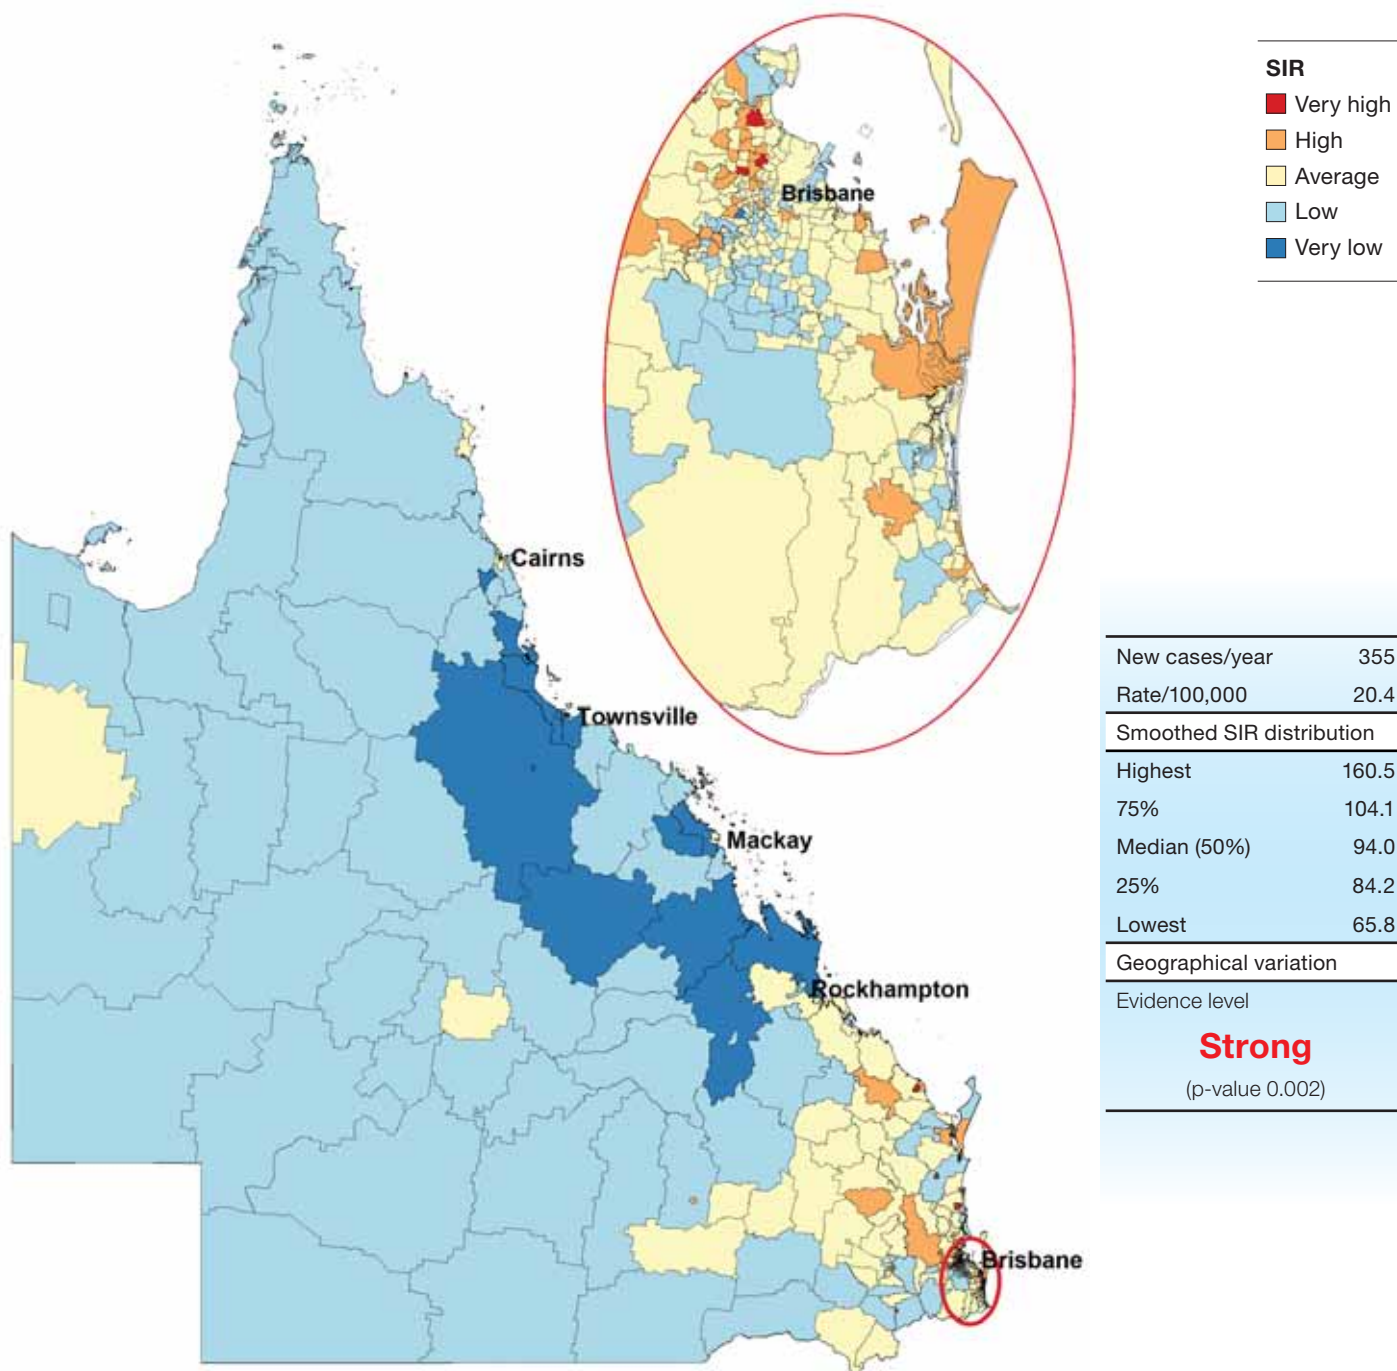 SIR
Very high
High
Average
Low
Very low
Brisbane
Cairns
Townsville
Mackay
Rockhampton
Brisbane
New cases/year 355
Rate/100,000 20.4
Smoothed SIR distribution
Highest 160.5
75% 104.1
Median (50%) 94.0
25% 84.2
Lowest 65.8
Geographical variation
Evidence level
Strong
(p-value 0.002)